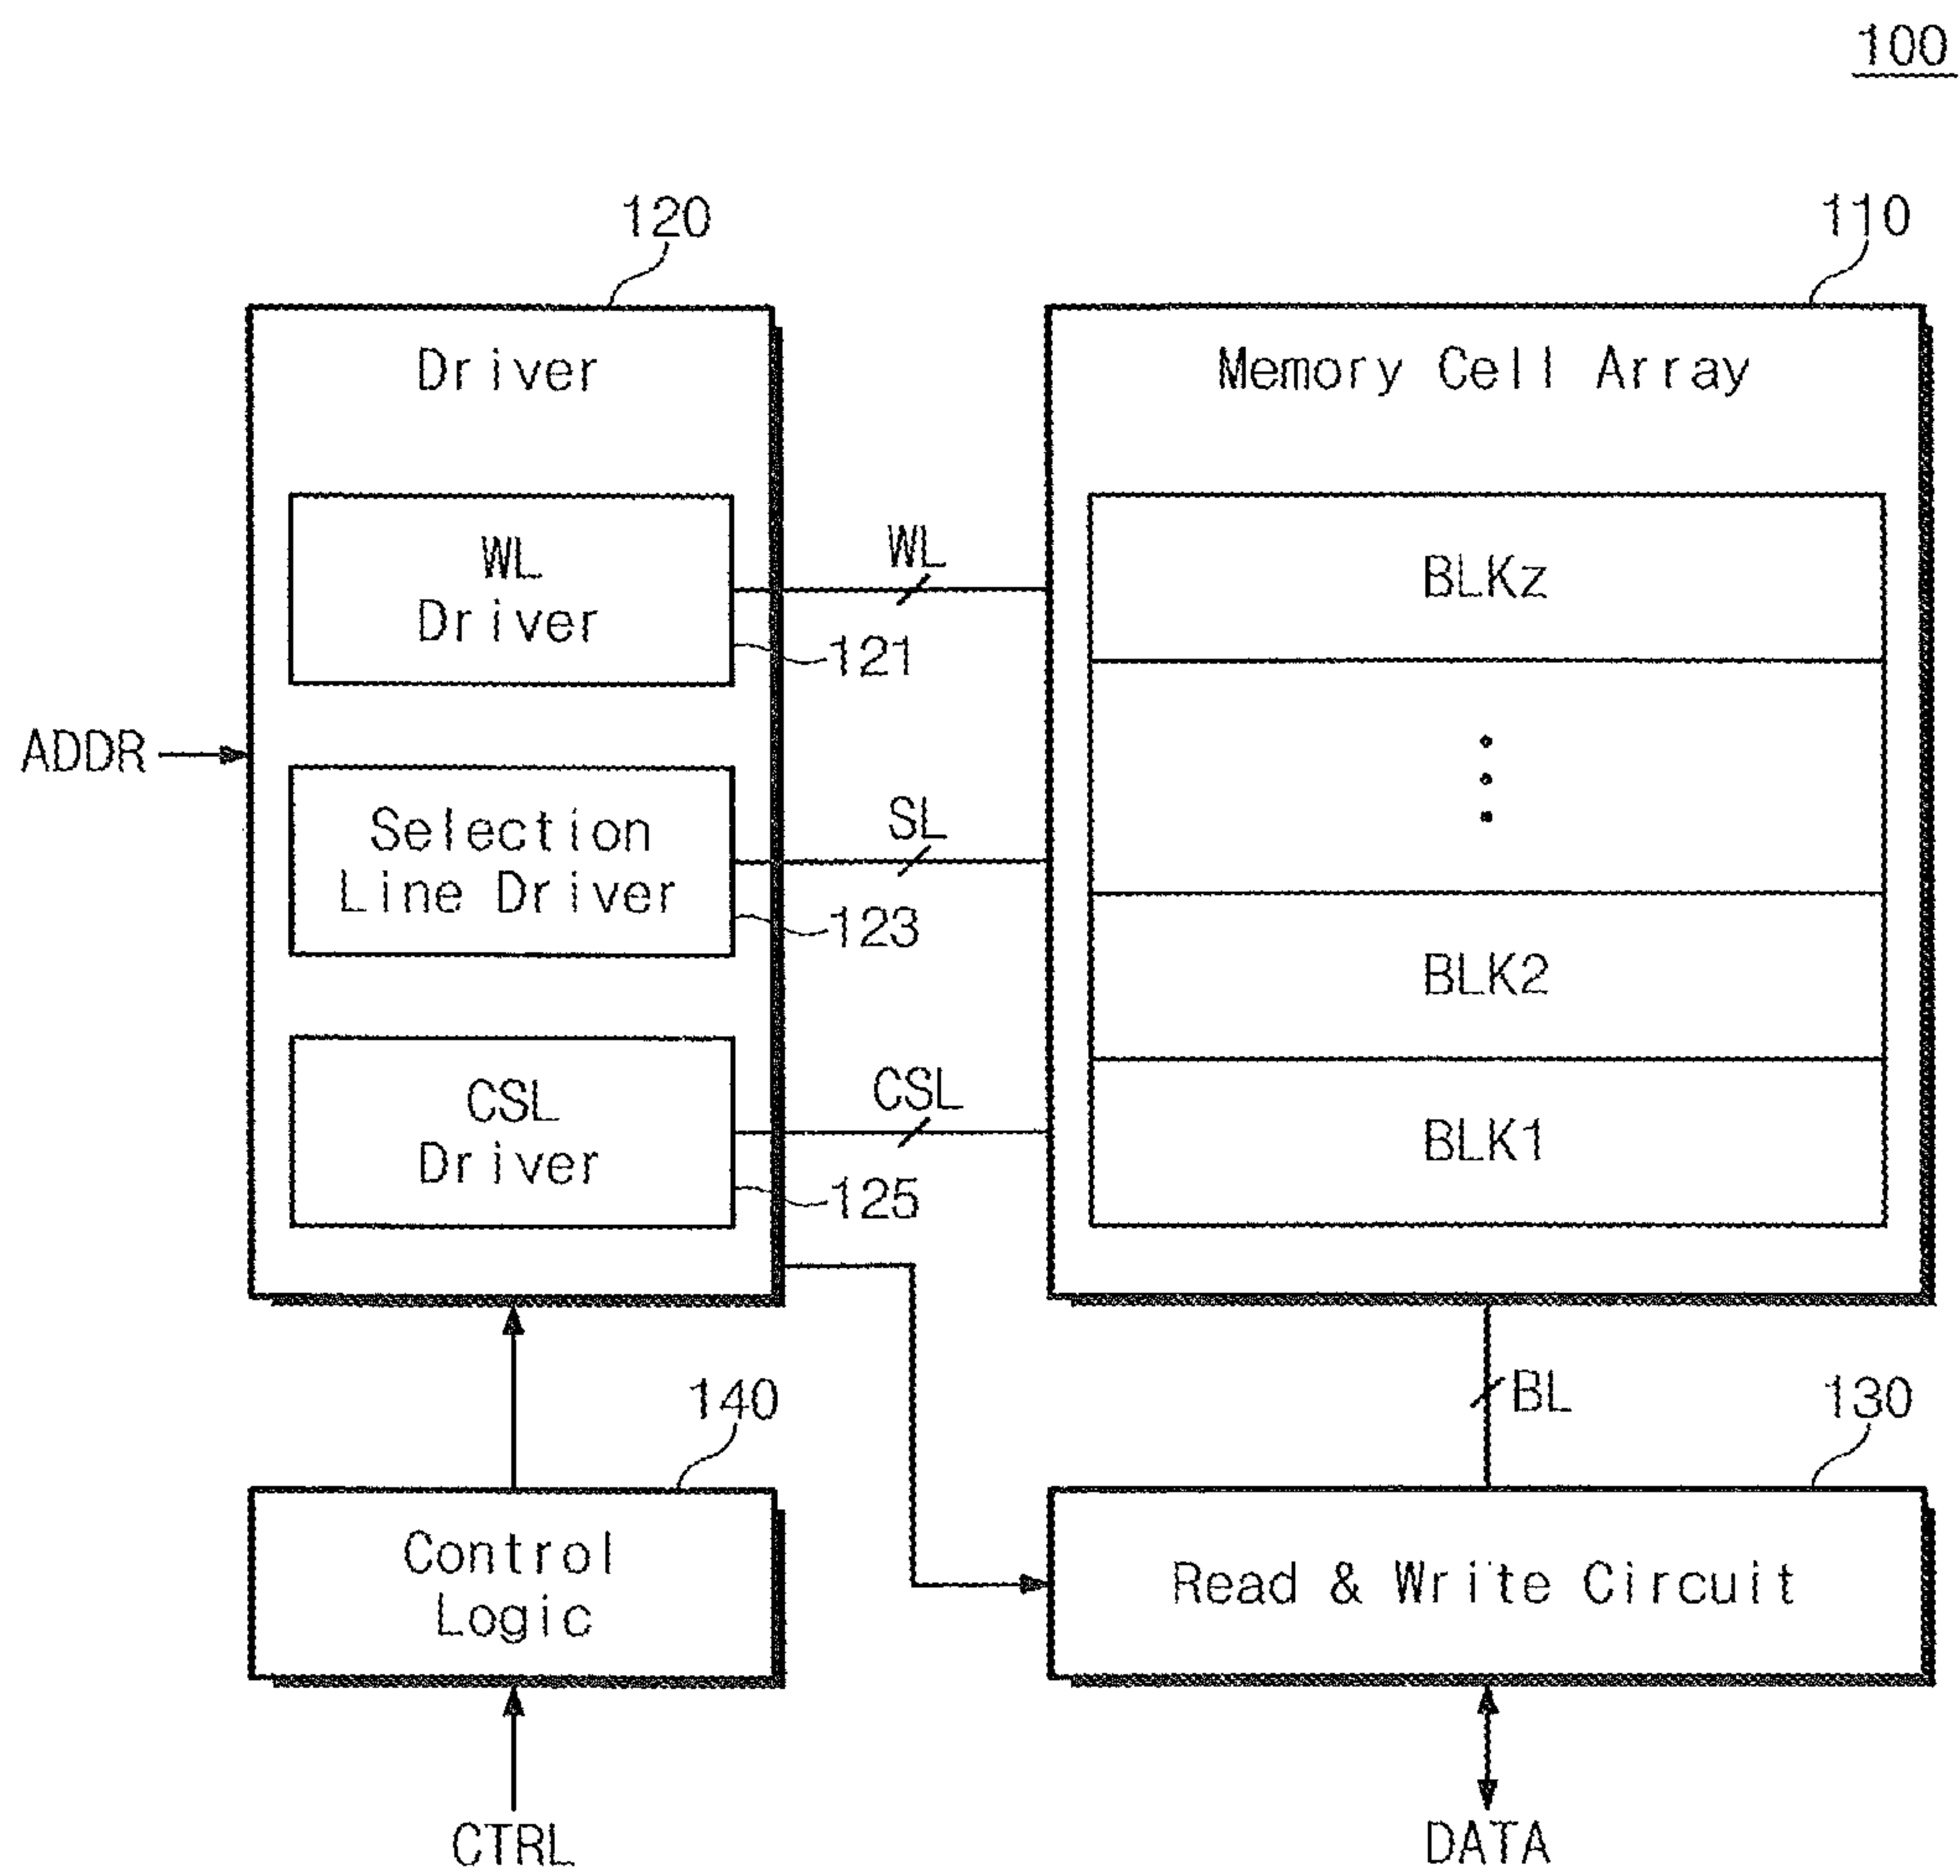 100
120
110
Driver
Memory Cell Array
WL
Driver
WL
121
BLKz
ADDR
Selection
Line Driver
SL
123
BLK2
CSL
Driver
CSL
125
BLK1
140
BL
130
Control
Logic
Read & Write Circuit
CTRL
DATA